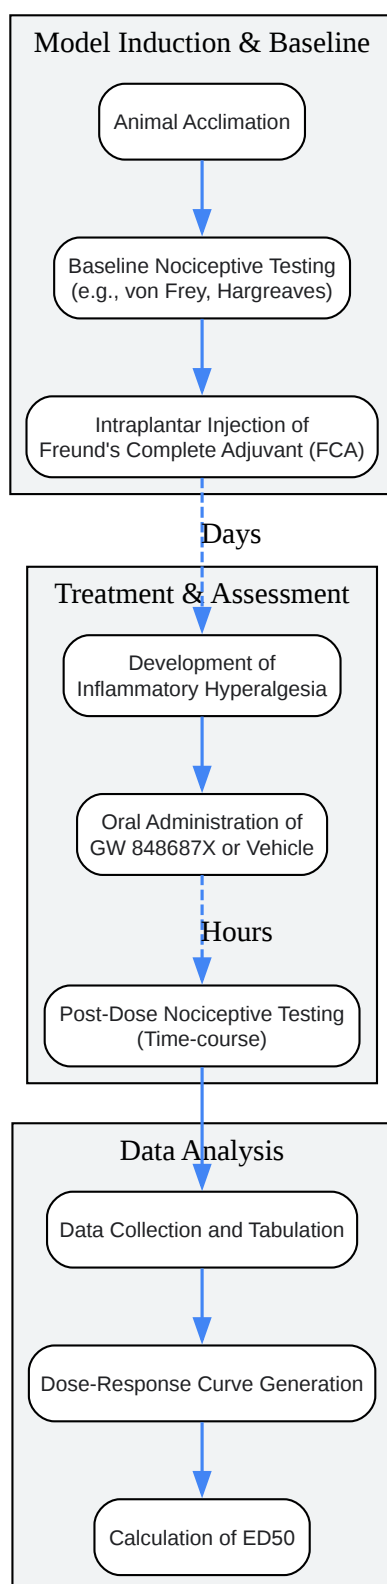 Model Induction & Baseline
Animal Acclimation
Baseline Nociceptive Testing
(e.g., von Frey, Hargreaves)
Intraplantar Injection of
Freund's Complete Adjuvant (FCA)
Days
Treatment & Assessment
Development of
Inflammatory Hyperalgesia
Oral Administration of
GW 848687X or Vehicle
Hours
Post-Dose Nociceptive Testing
(Time-course)
Data Analysis
Data Collection and Tabulation
Dose-Response Curve Generation
Calculation of ED50